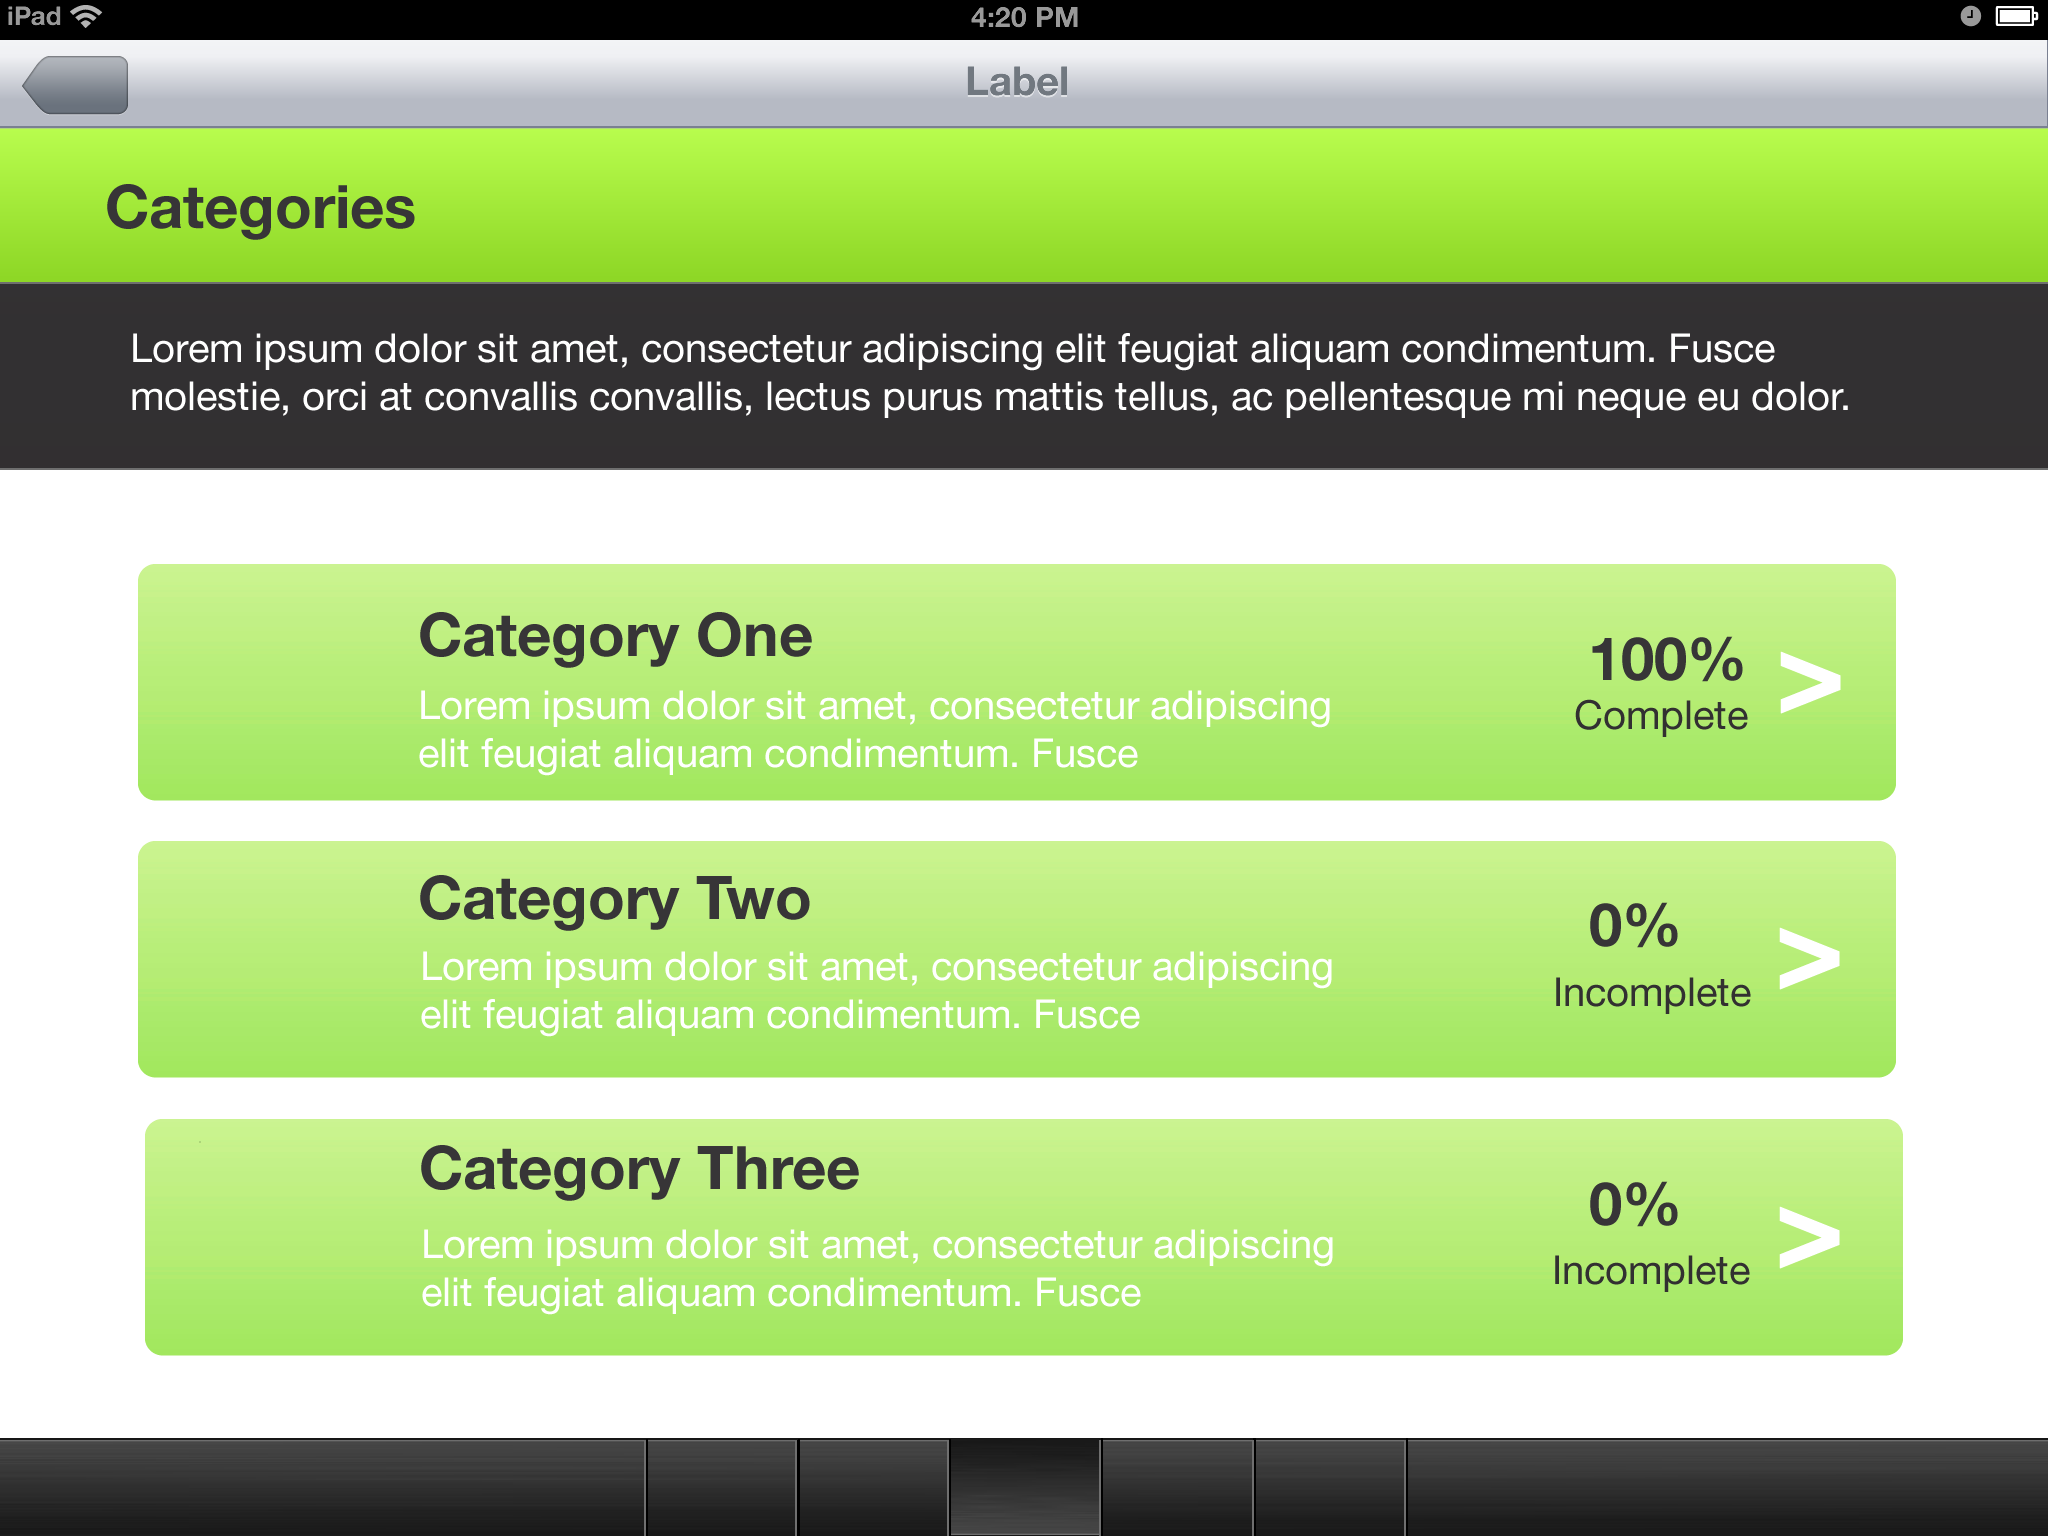 iPad 4:20 PM
Label
Categories
Lorem ipsum dolor sit amet, consectetur adipiscing elit feugiat aliquam condimentum. Fusce
molestie, orci at convallis convallis, lectus purus mattis tellus, ac pellentesque mi neque eu dolor.
Category One
Lorem ipsum dolor sit amet, consectetur adipiscing
elit feugiat aliquam condimentum. Fusce
100%
Complete
>
Category Two
Lorem ipsum dolor sit amet, consectetur adipiscing
elit feugiat aliquam condimentum. Fusce
0%
Incomplete
>
Category Three
Lorem ipsum dolor sit amet, consectetur adipiscing
elit feugiat aliquam condimentum. Fusce
0%
Incomplete
>